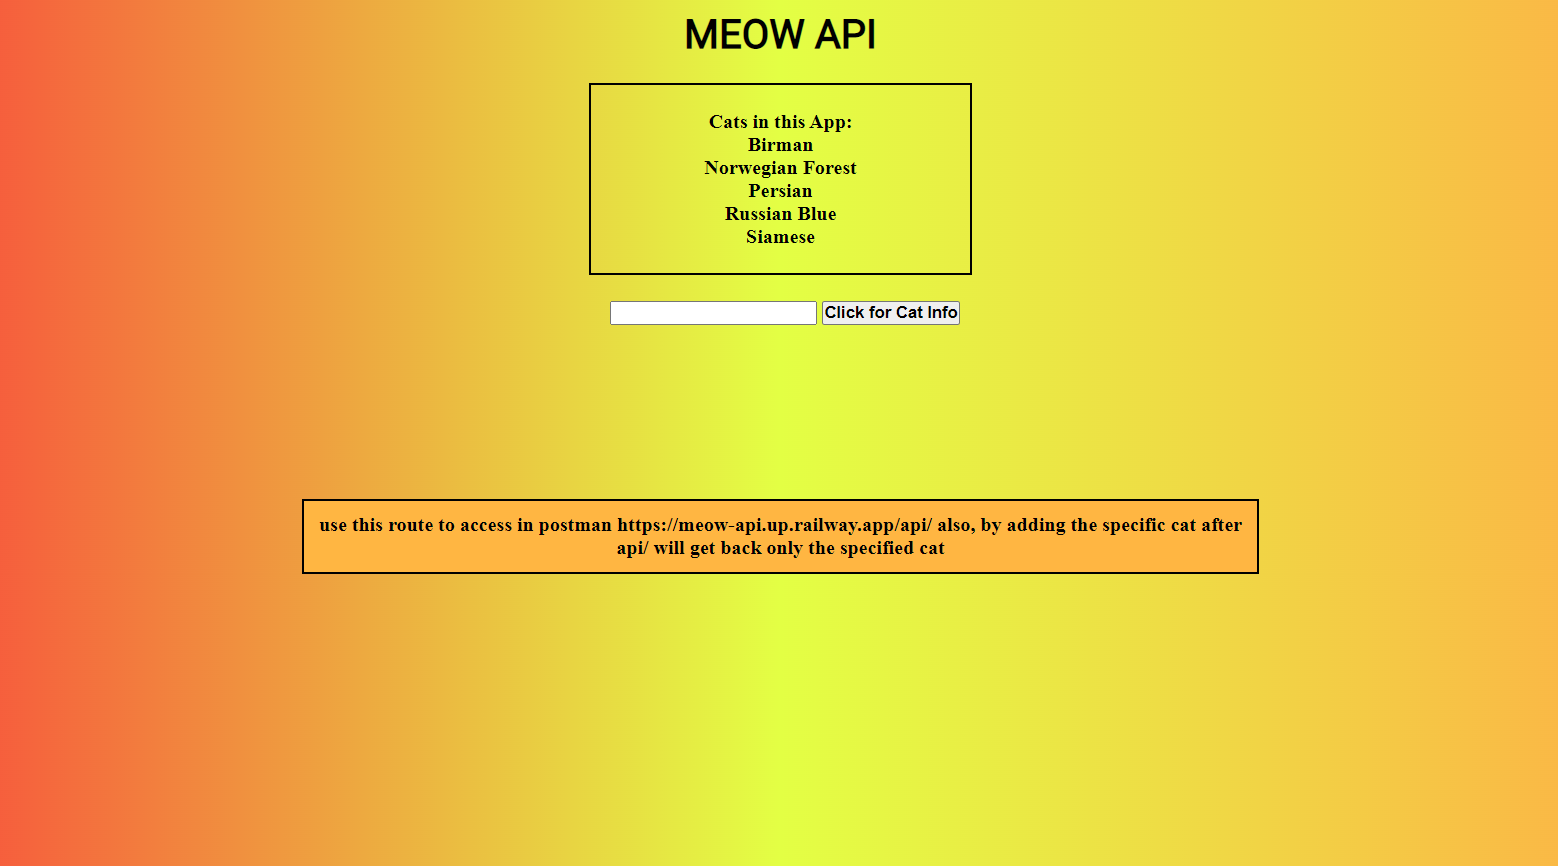 MEOW API
Cats in this App:
Birman
Norwegian Forest
Persian
Russian Blue
Siamese
Click for Cat Info
use this route to access in postman https://meow-api.up.railway.app/api/ also, by adding the specific cat after
api/ will get back only the specified cat